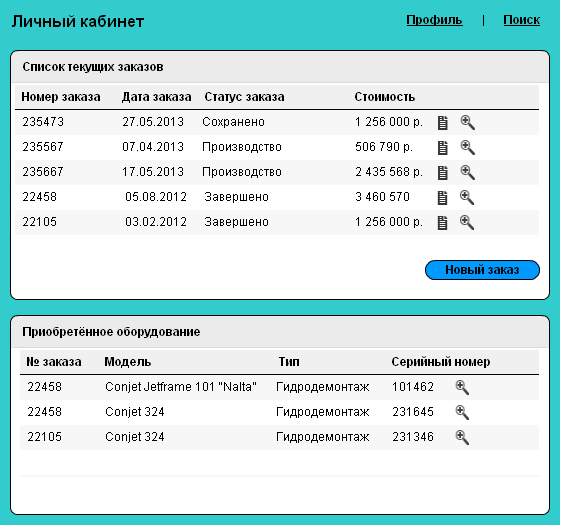 Личный кабинет Профиль | Поиск
Список текущих заказов
Номер заказа Дата заказа Статус заказа Стоимость
235473 27.05.2013 Сохранено 1 256 000 р.
235567 07.04.2013 Производство 506 790 р.
235667 17.05.2013 Производство 2 435 568 р.
22458 05.08.2012 Завершено 3 460 570
22105 03.02.2012 Завершено 1 256 000 р.
Новый заказ
Приобретённое оборудование
№ заказа Модель Тип Серийный номер
22458 Conjet Jetframe 101 "Nalta" Гидродемонтаж 101462
22458 Conjet 324 Гидродемонтаж 231645
22105 Conjet 324 Гидродемонтаж 231346